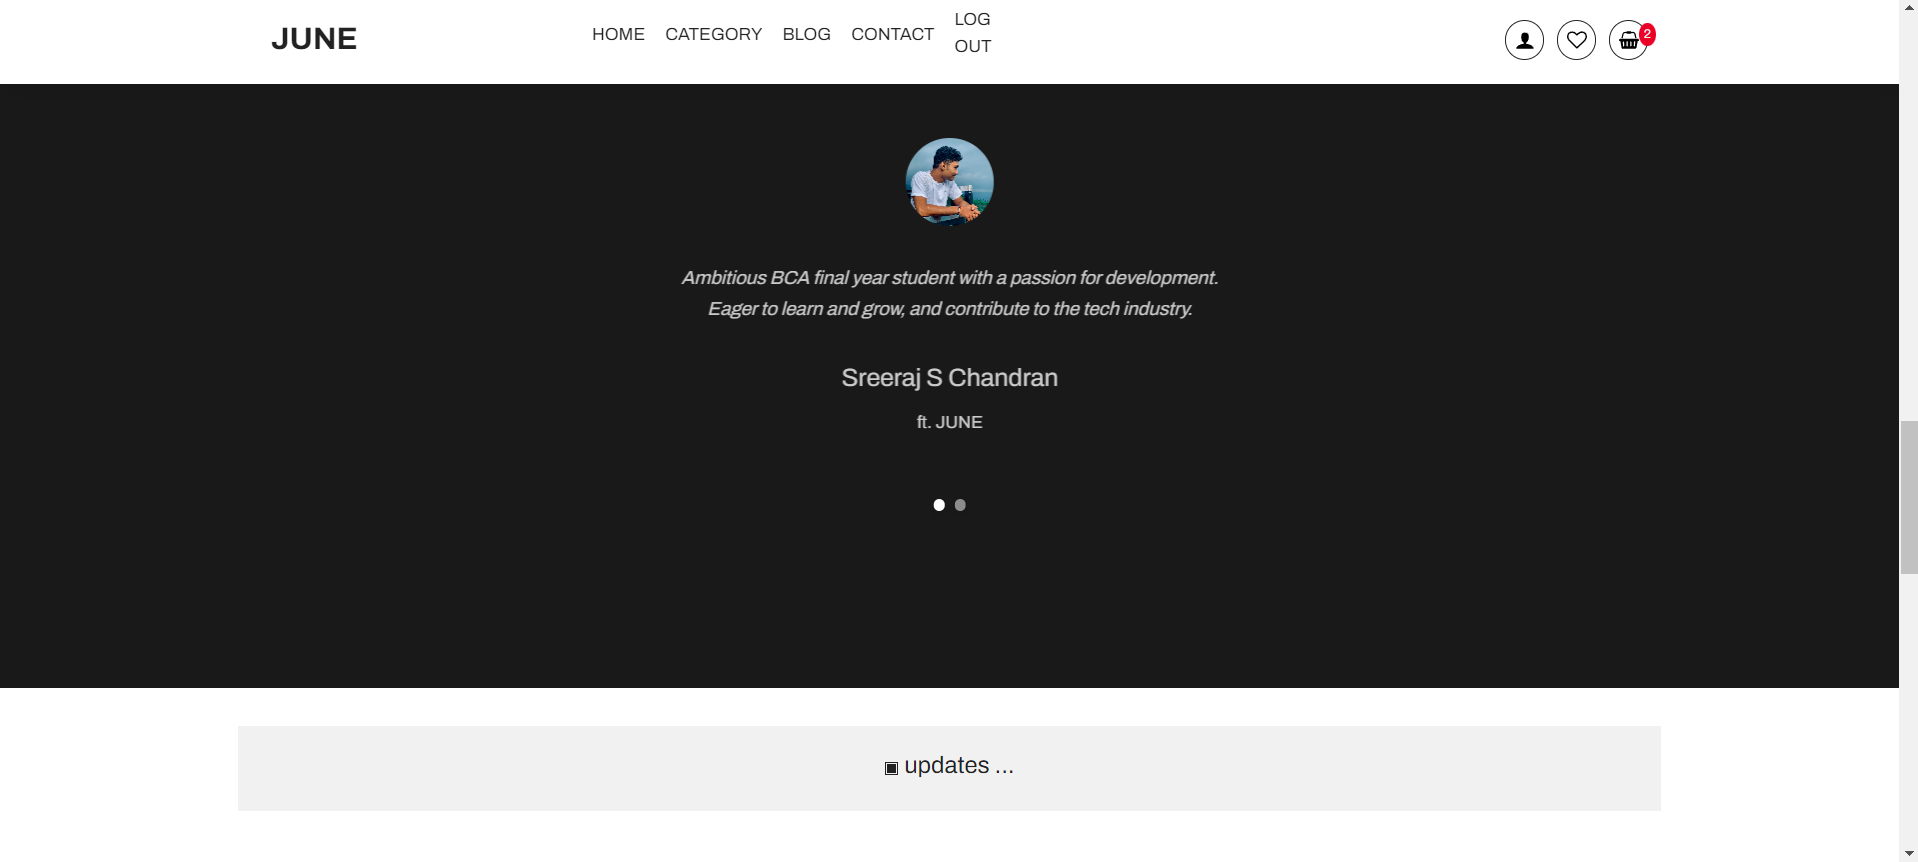 JUNE
HOME CATEGORY BLOG CONTACT LOG
OUT
2
Ambitious BCA final year student with a passion for development.
Eager to learn and grow, and contribute to the tech industry.
Sreeraj S Chandran
ft. JUNE
▣ updates ...